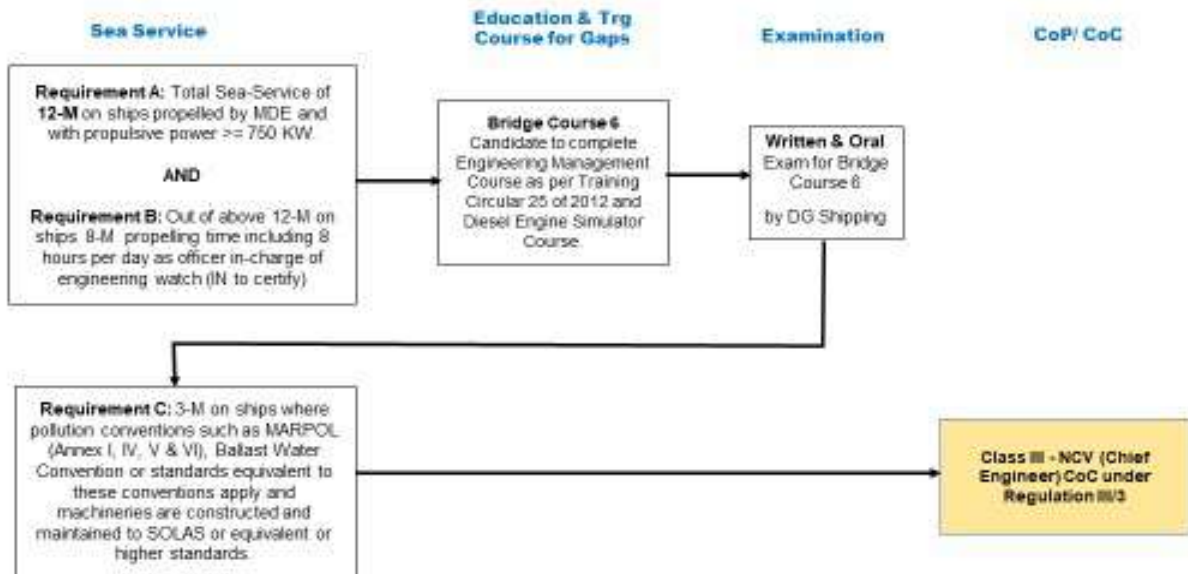 Sea Service
Education & Trg
Course for Gaps
Examination
CoP/ CoC
Requirement A: Total Sea-Service of
12-M on ships propelled by MDE and
with propulsive power >= 750 KW.
AND
Requirement B: Out of above 12-M on
ships 8-M propelling time including 8
hours per day as officer in-charge of
engineering watch (IN to certify)
Bridge Course 6
Candidate to complete
Engineering Management
Course as per Training
Circular 25 of 2012 and
Diesel Engine Simulator
Course
Written & Oral
Exam for Bridge
Course 6
by DG Shipping
Requirement C: 3-M on ships where
pollution conventions such as MARPOL
(Annex I, IV, V & VI), Ballast Water
Convention or standards equivalent to
these conventions apply and
machineries are constructed and
maintained to SOLAS or equivalent or
higher standards.
Class III - NCV (Chief
Engineer) CoC under
Regulation III/3